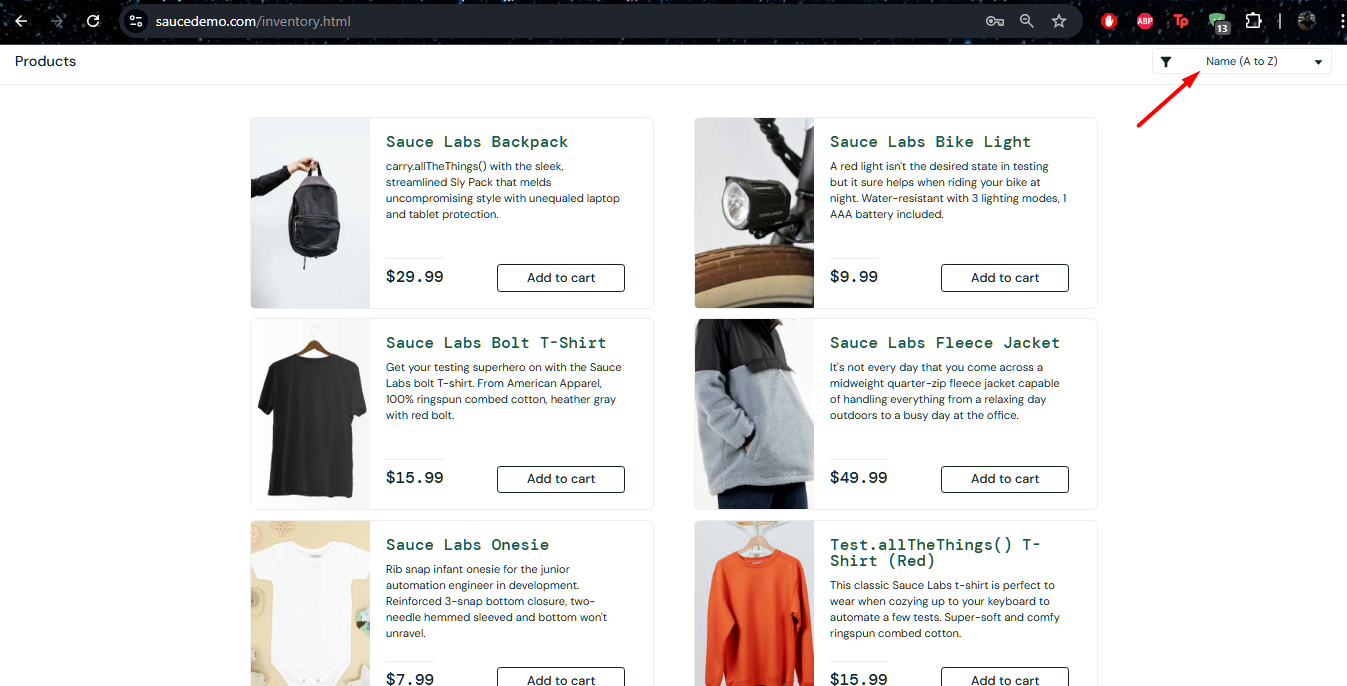 saucedemo.com/inventory.html
ABP
Tp
13
Products
Name (A to Z)
Sauce Labs Backpack
carry.allTheThings() with the sleek,
streamlined Sly Pack that melds
uncompromising style with unequaled laptop
and tablet protection.
$29.99
Add to cart
Sauce Labs Bike Light
A red light isn't the desired state in testing
but it sure helps when riding your bike at
night. Water-resistant with 3 lighting modes, 1
AAA battery included.
$9.99
Add to cart
Sauce Labs Bolt T-Shirt
Get your testing superhero on with the Sauce
Labs bolt T-shirt. From American Apparel,
100% ringspun combed cotton, heather gray
with red bolt.
$15.99
Add to cart
Sauce Labs Fleece Jacket
It's not every day that you come across a
midweight quarter-zip fleece jacket capable
of handling everything from a relaxing day
outdoors to a busy day at the office.
$49.99
Add to cart
Sauce Labs Onesie
Rib snap infant onesie for the junior
automation engineer in development.
Reinforced 3-snap bottom closure, two-
needle hemmed sleeved and bottom won't
unravel.
$7.99
Add to cart
Test.allTheThings() T-
Shirt (Red)
This classic Sauce Labs t-shirt is perfect to
wear when cozying up to your keyboard to
automate a few tests. Super-soft and comfy
ringspun combed cotton.
$15.99
Add to cart